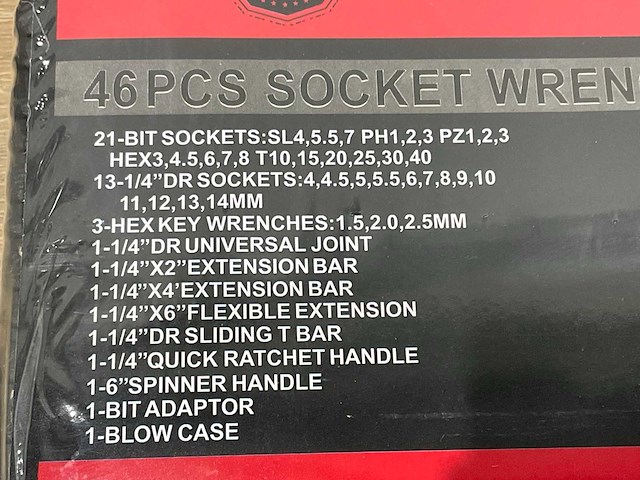 46PCS SOCKET WREN
21-BIT SOCKETS:SL4,5.5,7 PH1,2,3 PZ1,2,3
HEX3,4.5,6,7,8 T10,15,20,25,30,40
13-1/4”DR SOCKETS:4,4.5,5,5.5,6,7,8,9,10
11,12,13,14MM
3-HEX KEY WRENCHES:1.5,2.0,2.5MM
1-1/4”DR UNIVERSAL JOINT
1-1/4”X2”EXTENSION BAR
1-1/4”X4’EXTENSION BAR
1-1/4”X6”FLEXIBLE EXTENSION
1-1/4”DR SLIDING T BAR
1-1/4”QUICK RATCHET HANDLE
1-6”SPINNER HANDLE
1-BIT ADAPTOR
1-BLOW CASE